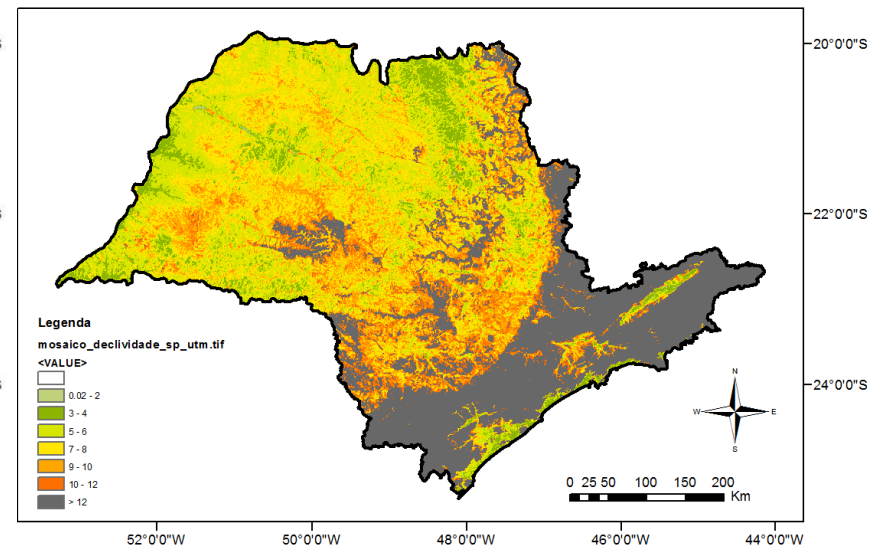 S
20°0'0"S
S
22°0'0"S
S
24°0'0"S
Legenda
mosaico_declividade_sp_utm.tif
<VALUE>
0.02 - 2
3 - 4
5 - 6
7 - 8
9 - 10
10 - 12
> 12
N
W
E
S
0 25 50 100 150 200
Km
52°0'0"W 50°0'0"W 48°0'0"W 46°0'0"W 44°0'0"W